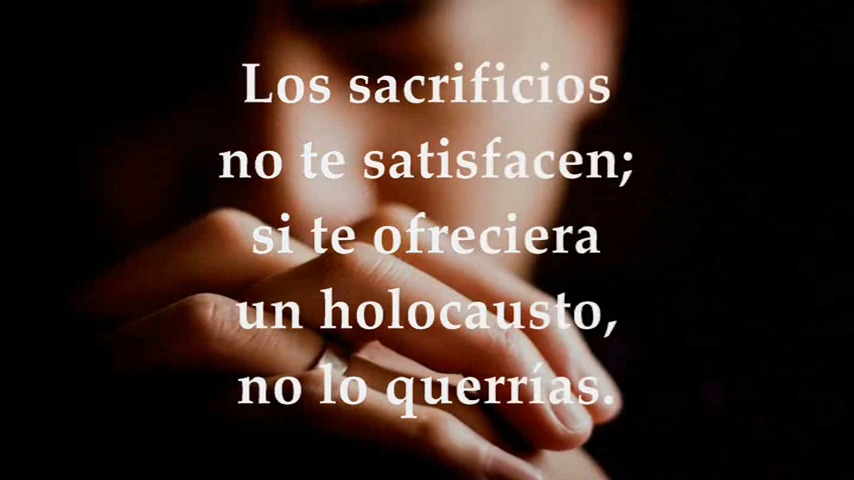 Los sacrificios
no te satisfacen;
si te ofreciera
un holocausto,
no lo querrías.